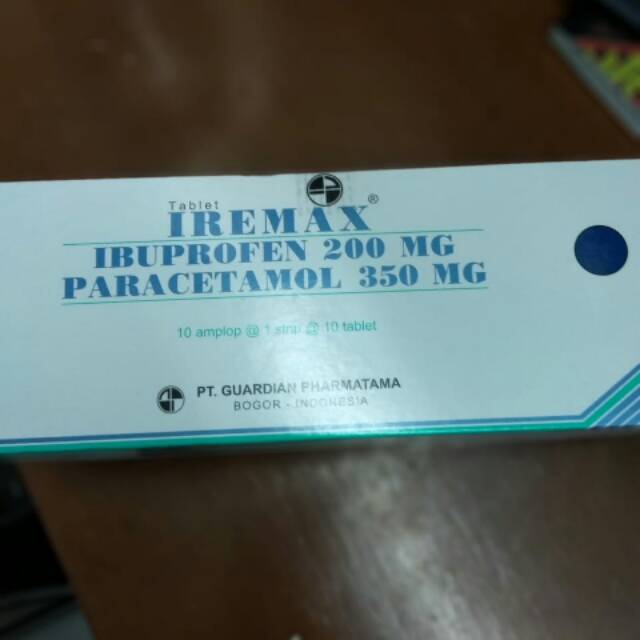 Tablet
IREMAX®
IBUPROFEN 200 MG
PARACETAMOL 350 MG
10 amplop @ 1 strip @ 10 tablet
PT. GUARDIAN PHARMATAMA
BOGOR - INDONESIA